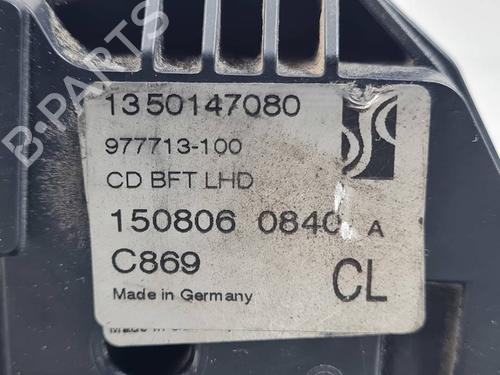 B-PARTS
1350147080
977713-100
CD BFT LHD
150806 0840 A
C869
CL
Made in Germany